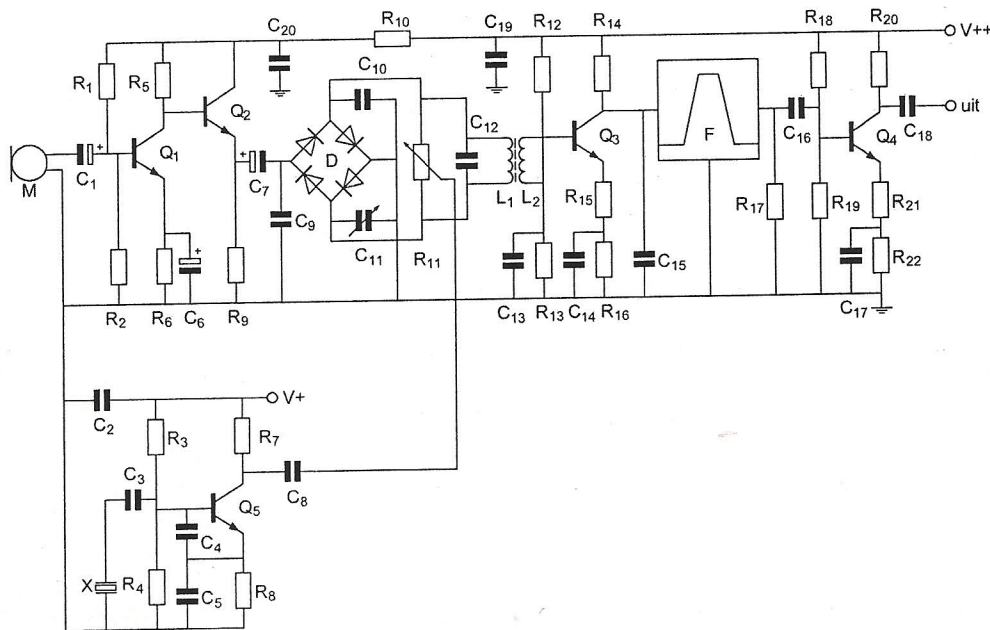 C20 R10 C19 R12 R14 R18 R20
V++
R1 R5 C10
Q2 C12 Q3 F C16 Q4 C18 uit
+ Q1 + D
M C1 C7 L1 L2 R15 R17 R19 R21
C9
C11 R11 C15 R22
+
R2 R6 C6 R9 C13 R13 C14 R16 C17
V+
C2 R3 R7
C3 C8
Q5
C4
X R4 C5 R8